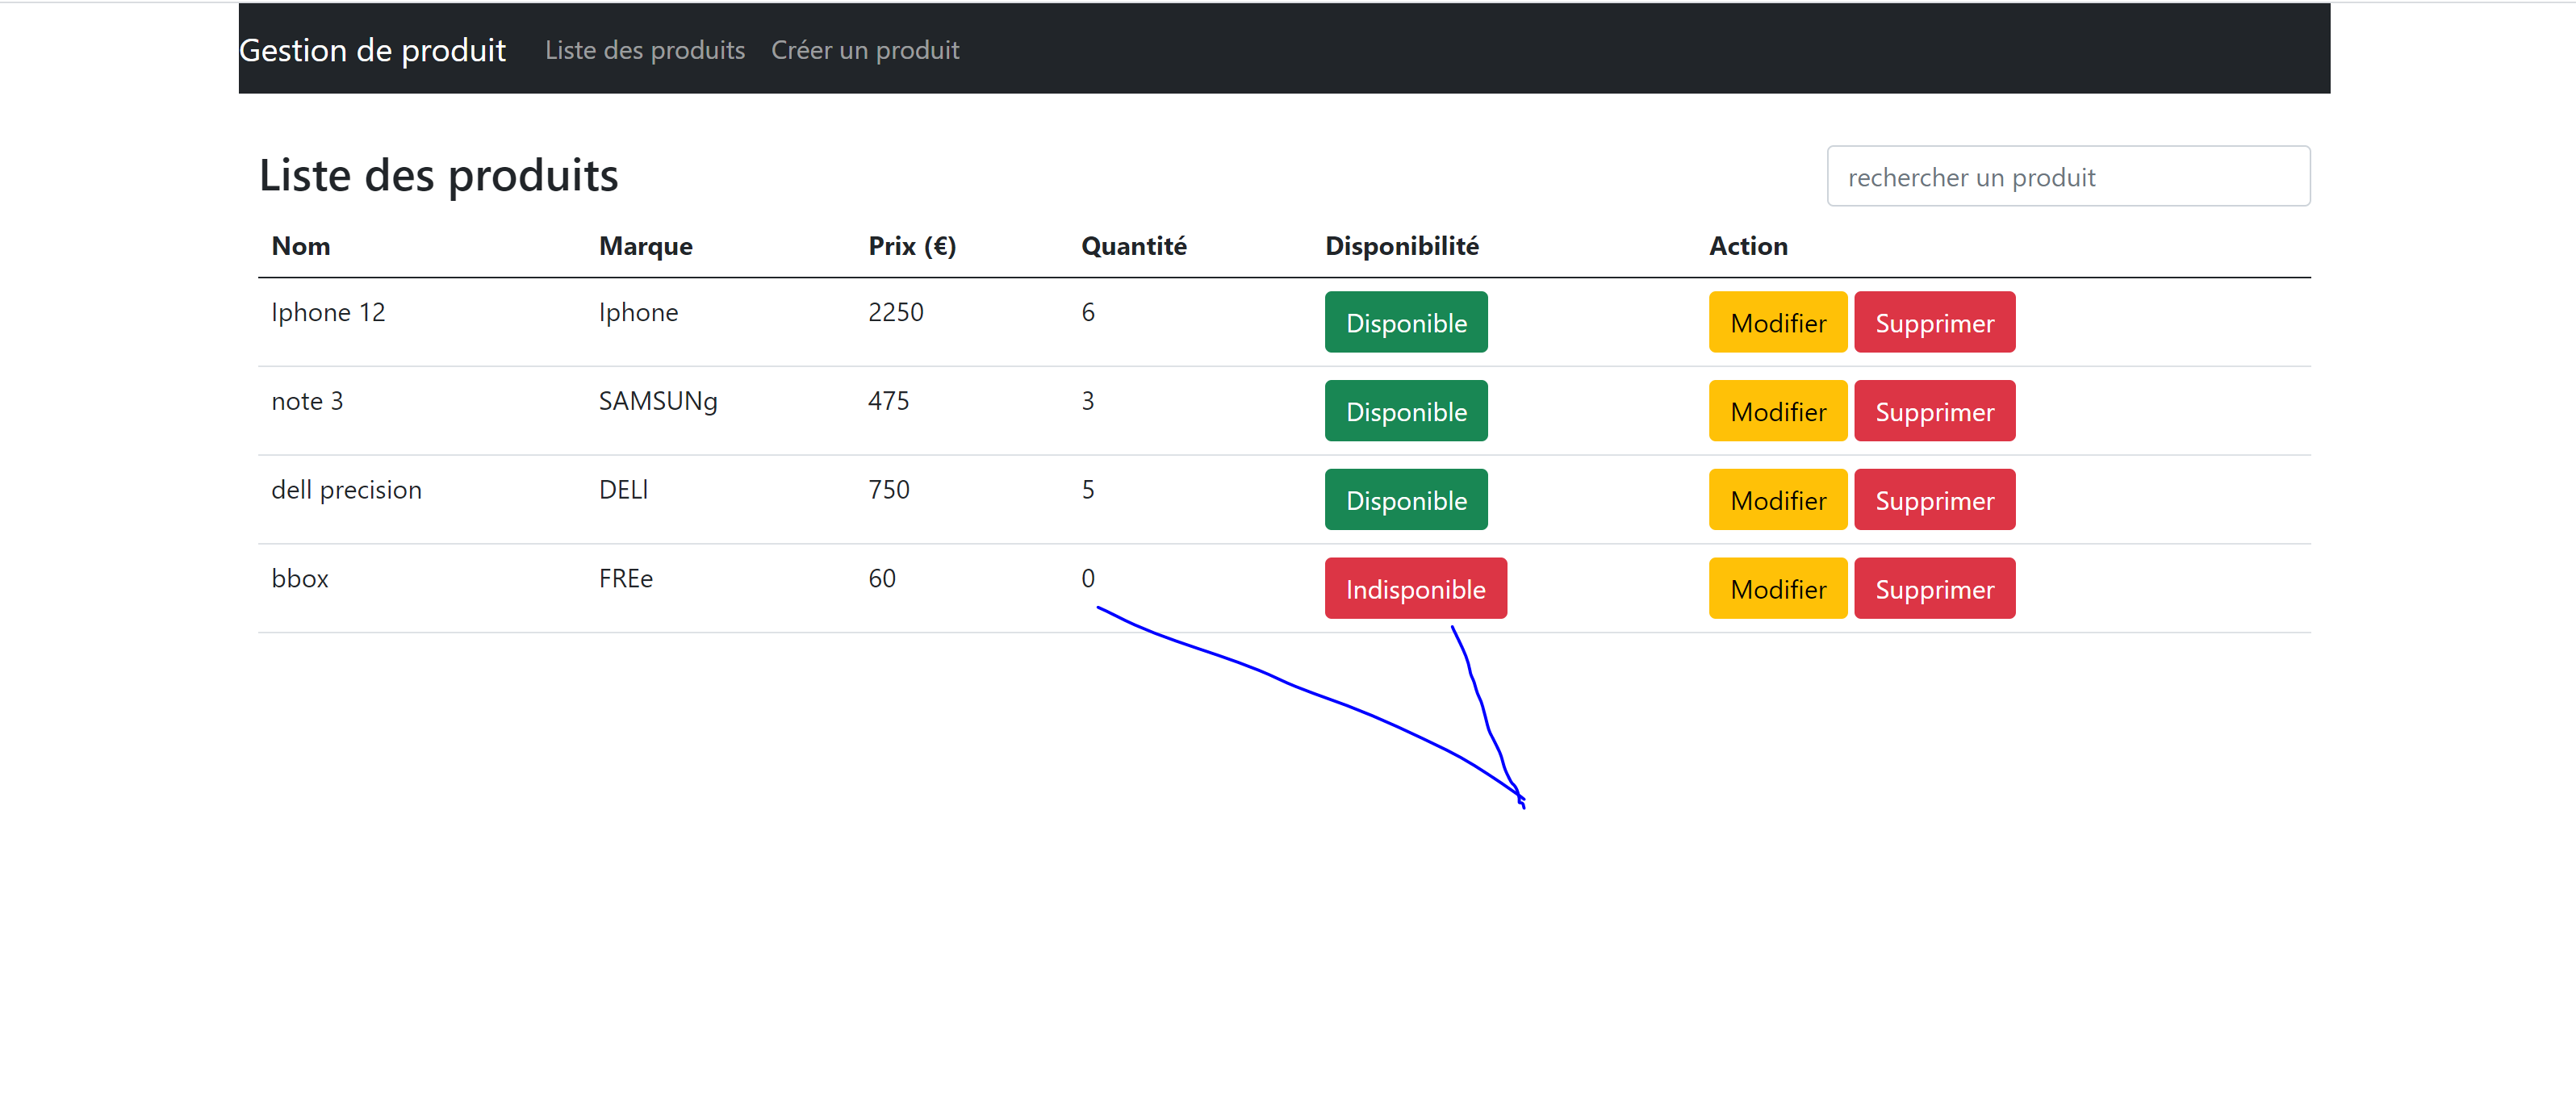 Gestion de produit Liste des produits Créer un produit
Liste des produits rechercher un produit
Nom Marque Prix (€) Quantité Disponibilité Action
Iphone 12 Iphone 2250 6 Disponible Modifier Supprimer
note 3 SAMSUNg 475 3 Disponible Modifier Supprimer
dell precision DELl 750 5 Disponible Modifier Supprimer
bbox FREe 60 0 Indisponible Modifier Supprimer